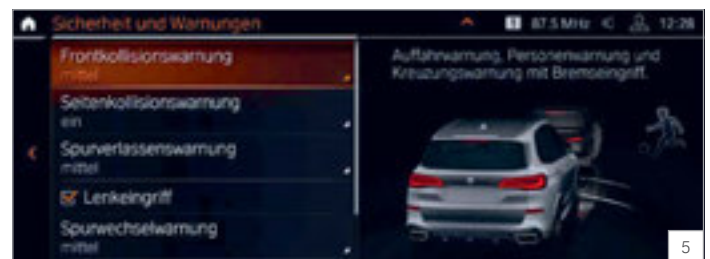 Sicherheit und Warnungen
1 87.5 MHz 12:28
Frontkollisionswarnung
mittel
Seitenkollisionswarnung
ein
Spurverlassenswarnung
mittel
Lenkeingriff
Spurwechselwarnung
mittel
Auffahrwarnung, Personenwarnung und
Kreuzungswarnung mit Bremseingriff.
5